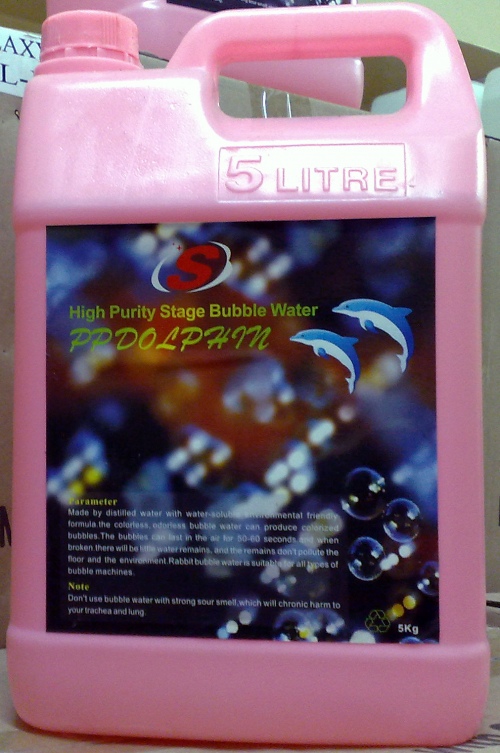 LAXY
L-
5 LITRE
S
High Purity Stage Bubble Water
PPDOLPHIN
Parameter
Made by distilled water with water-soluble environmental friendly
formula.the colorless, odorless bubble water can produce colorized
bubbles.The bubbles can last in the air for 50-60 seconds,and when
broken.there will be little water remains, and the remains don't pollute the
floor and the environment.Rabbit bubble water is suitable for all types of
bubble machines.
Note
Don't use bubble water with strong sour smell,which will chronic harm to
your trachea and lung.
5Kg